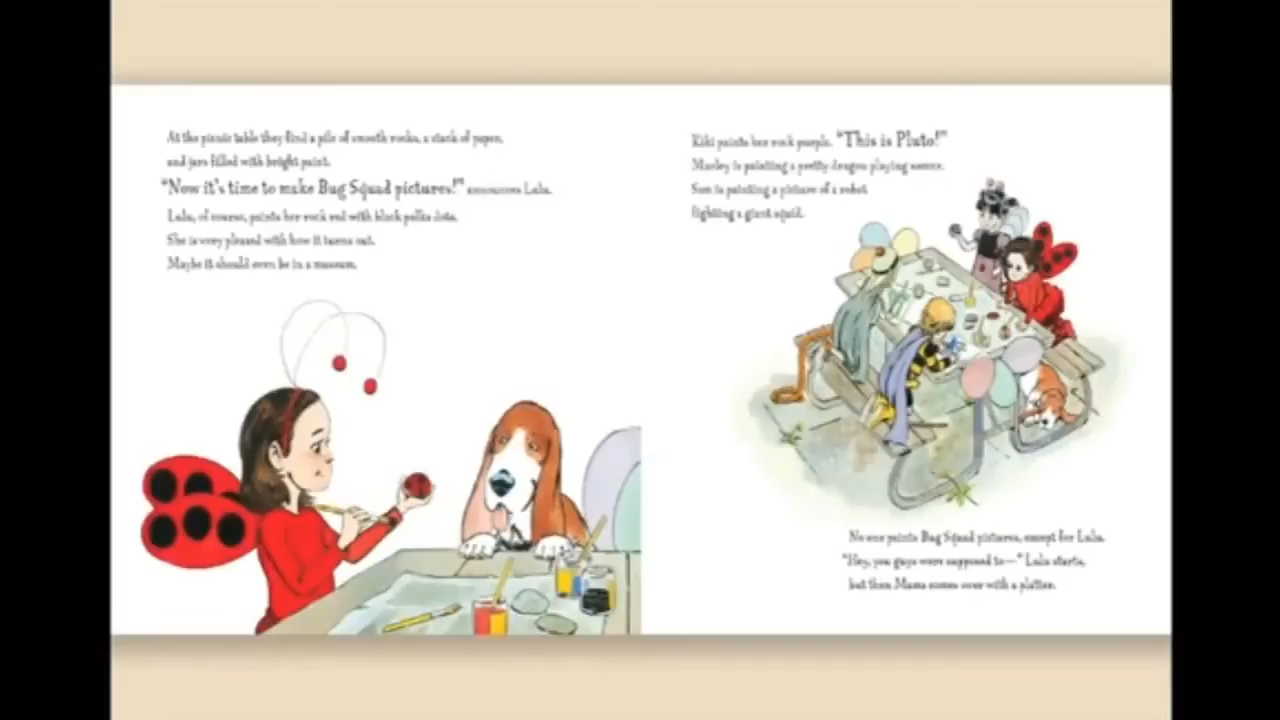 At the picnic table they find a pile of smooth rocks, a stack of paper,
and jars filled with bright paint.
"Now it's time to make Bug Squad pictures!" announces Lulu.
Lulu, of course, paints her rock red with black polka dots.
She is very pleased with how it turns out.
Maybe it should even be in a museum.
Kiki paints her rock purple. "This is Pluto!"
Marley is painting a pretty dragon playing soccer.
Sam is painting a picture of a robot
fighting a giant squid.
No one paints Bug Squad pictures, except for Lulu.
"Hey, you guys were supposed to—" Lulu starts,
but then Mama comes over with a platter.